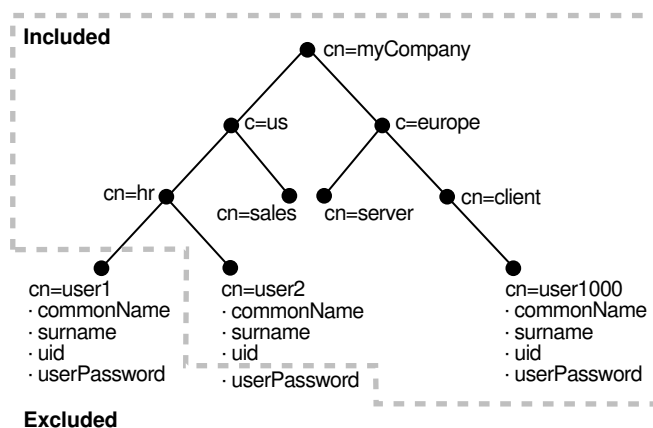 Included
cn=myCompany
c=us
c=europe
cn=hr
cn=sales
cn=server
cn=client
cn=user1
· commonName
· surname
· uid
· userPassword
cn=user2
· commonName
· surname
· uid
· userPassword
cn=user1000
· commonName
· surname
· uid
· userPassword
Excluded